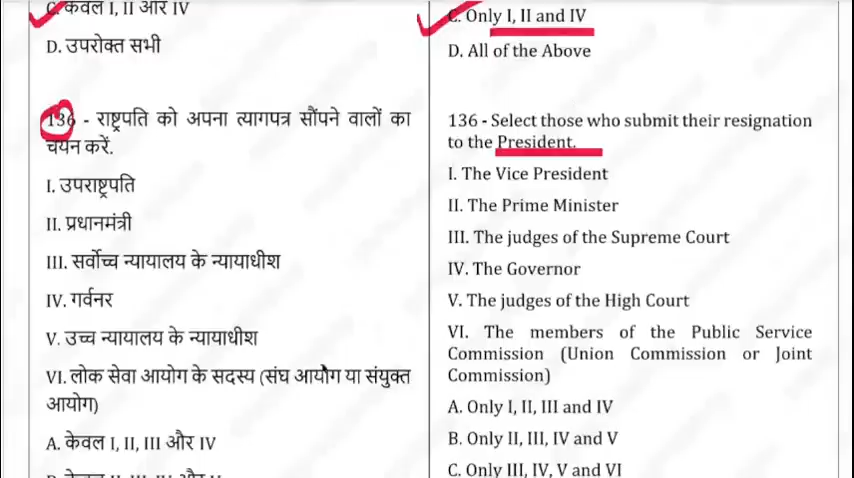 C. केवल I, II और IV
D. उपरोक्त सभी
136 - राष्ट्रपति को अपना त्यागपत्र सौंपने वालों का
चयन करें.
I. उपराष्ट्रपति
II. प्रधानमंत्री
III. सर्वोच्च न्यायालय के न्यायाधीश
IV. गर्वनर
V. उच्च न्यायालय के न्यायाधीश
VI. लोक सेवा आयोग के सदस्य (संघ आयोग या संयुक्त
आयोग)
A. केवल I, II, III और IV
C. Only I, II and IV
D. All of the Above
136 - Select those who submit their resignation
to the President.
I. The Vice President
II. The Prime Minister
III. The judges of the Supreme Court
IV. The Governor
V. The judges of the High Court
VI. The members of the Public Service
Commission (Union Commission or Joint
Commission)
A. Only I, II, III and IV
B. Only II, III, IV and V
C. Only III, IV, V and VI